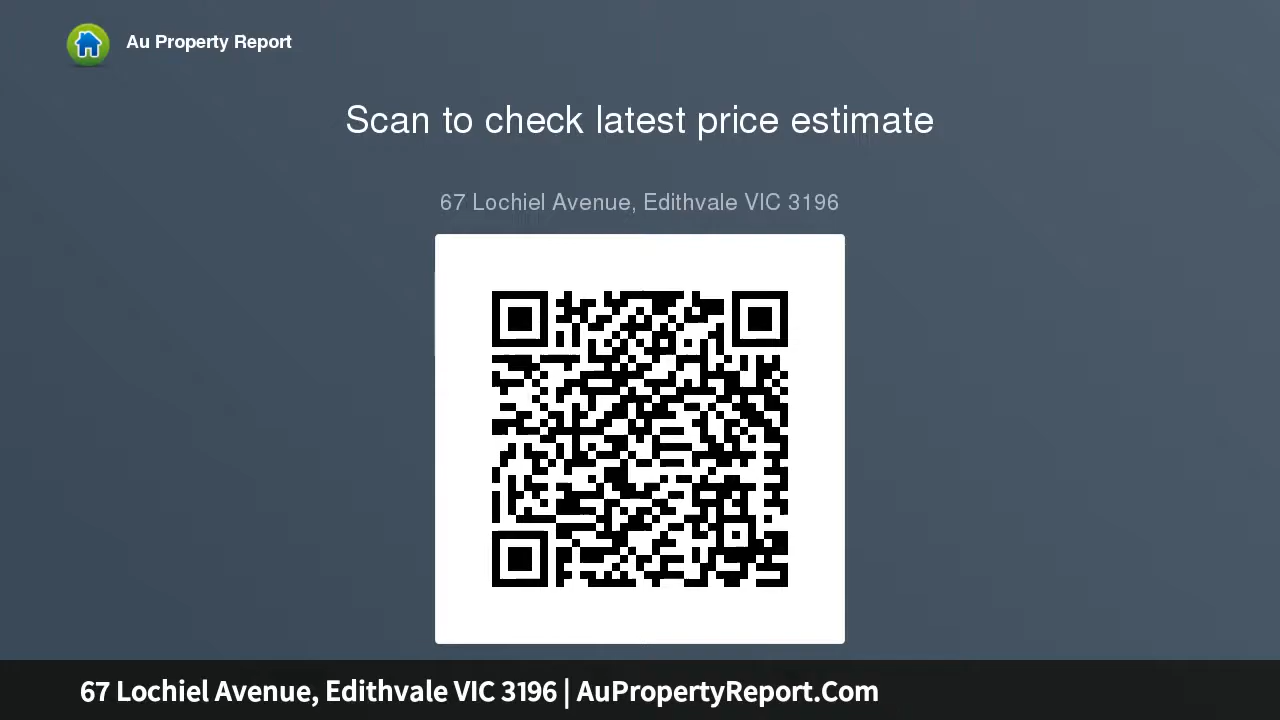 Au Property Report
Scan to check latest price estimate
67 Lochiel Avenue, Edithvale VIC 3196
67 Lochiel Avenue, Edithvale VIC 3196 | AuPropertyReport.Com